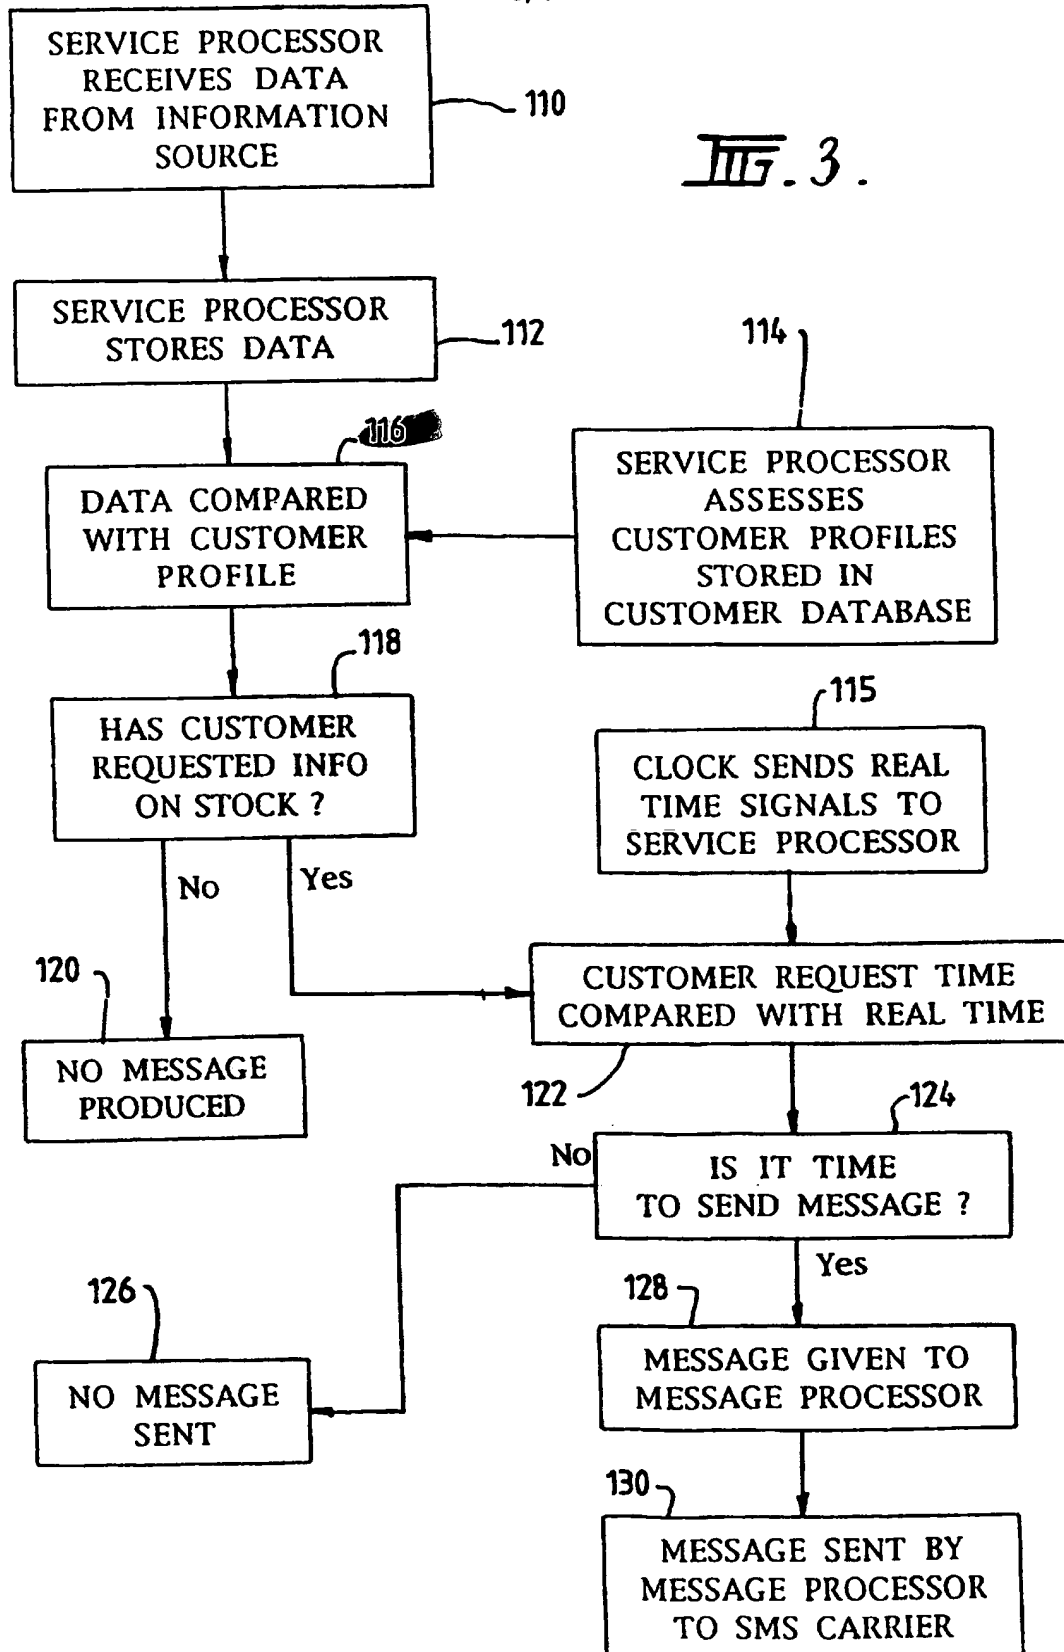 SERVICE PROCESSOR
RECEIVES DATA
FROM INFORMATION
SOURCE
110
FIG. 3.
SERVICE PROCESSOR
STORES DATA
112
114
116
DATA COMPARED
WITH CUSTOMER
PROFILE
SERVICE PROCESSOR
ASSESSES
CUSTOMER PROFILES
STORED IN
CUSTOMER DATABASE
118
HAS CUSTOMER
REQUESTED INFO
ON STOCK ?
115
CLOCK SENDS REAL
TIME SIGNALS TO
SERVICE PROCESSOR
No
Yes
120
NO MESSAGE
PRODUCED
CUSTOMER REQUEST TIME
COMPARED WITH REAL TIME
122
124
No
IS IT TIME
TO SEND MESSAGE ?
Yes
126
NO MESSAGE
SENT
128
MESSAGE GIVEN TO
MESSAGE PROCESSOR
130
MESSAGE SENT BY
MESSAGE PROCESSOR
TO SMS CARRIER